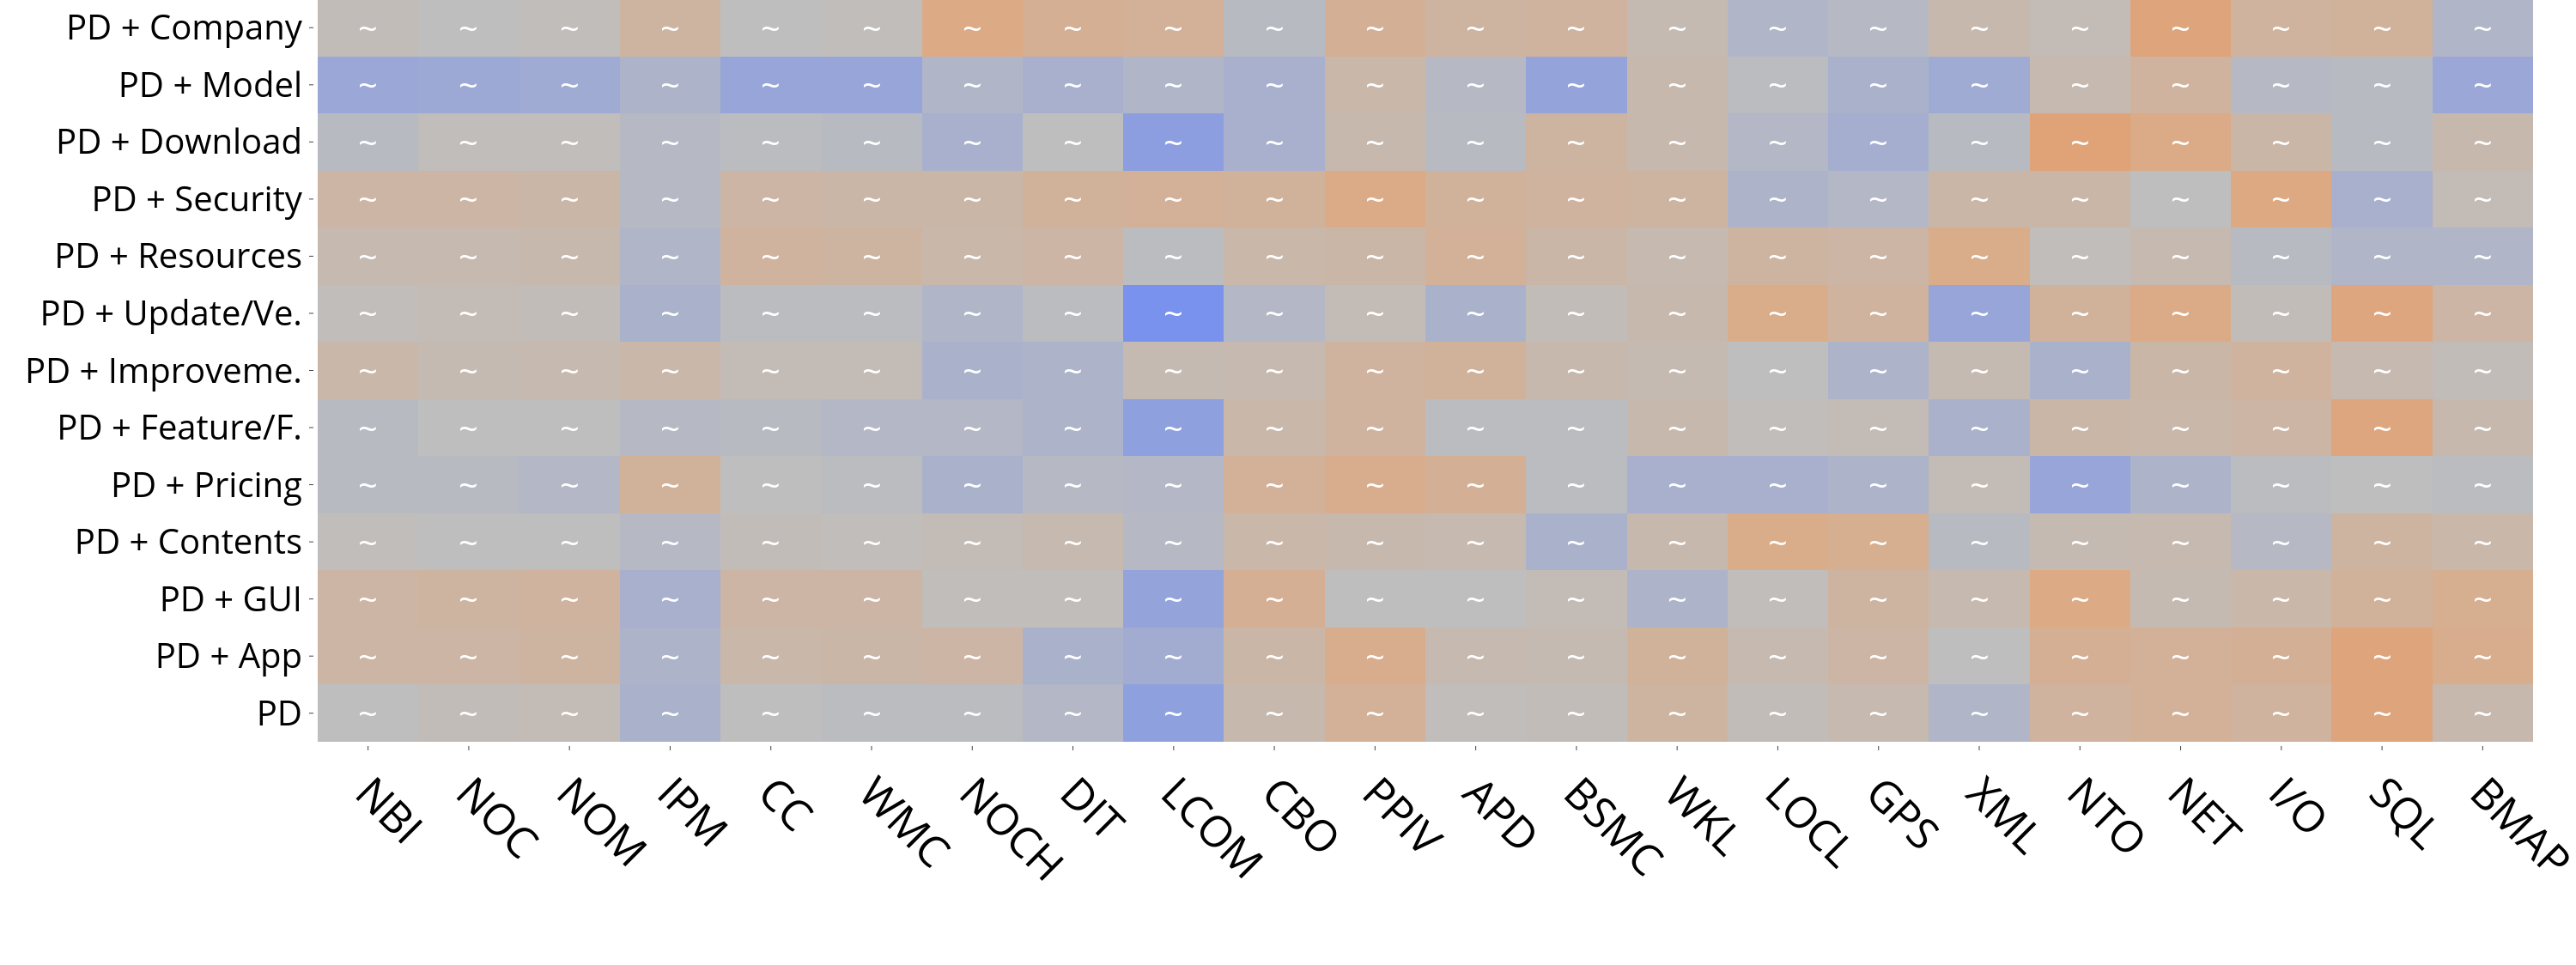 PD + Company ~ ~ ~ ~ ~ ~ ~ ~ ~ ~ ~ ~ ~ ~ ~ ~ ~ ~ ~ ~ ~ ~
PD + Model ~ ~ ~ ~ ~ ~ ~ ~ ~ ~ ~ ~ ~ ~ ~ ~ ~ ~ ~ ~ ~ ~
PD + Download ~ ~ ~ ~ ~ ~ ~ ~ ~ ~ ~ ~ ~ ~ ~ ~ ~ ~ ~ ~ ~ ~
PD + Security ~ ~ ~ ~ ~ ~ ~ ~ ~ ~ ~ ~ ~ ~ ~ ~ ~ ~ ~ ~ ~ ~
PD + Resources ~ ~ ~ ~ ~ ~ ~ ~ ~ ~ ~ ~ ~ ~ ~ ~ ~ ~ ~ ~ ~ ~
PD + Update/Ve. ~ ~ ~ ~ ~ ~ ~ ~ ~ ~ ~ ~ ~ ~ ~ ~ ~ ~ ~ ~ ~ ~
PD + Improveme. ~ ~ ~ ~ ~ ~ ~ ~ ~ ~ ~ ~ ~ ~ ~ ~ ~ ~ ~ ~ ~ ~
PD + Feature/F. ~ ~ ~ ~ ~ ~ ~ ~ ~ ~ ~ ~ ~ ~ ~ ~ ~ ~ ~ ~ ~ ~
PD + Pricing ~ ~ ~ ~ ~ ~ ~ ~ ~ ~ ~ ~ ~ ~ ~ ~ ~ ~ ~ ~ ~ ~
PD + Contents ~ ~ ~ ~ ~ ~ ~ ~ ~ ~ ~ ~ ~ ~ ~ ~ ~ ~ ~ ~ ~ ~
PD + GUI ~ ~ ~ ~ ~ ~ ~ ~ ~ ~ ~ ~ ~ ~ ~ ~ ~ ~ ~ ~ ~ ~
PD + App ~ ~ ~ ~ ~ ~ ~ ~ ~ ~ ~ ~ ~ ~ ~ ~ ~ ~ ~ ~ ~ ~
PD ~ ~ ~ ~ ~ ~ ~ ~ ~ ~ ~ ~ ~ ~ ~ ~ ~ ~ ~ ~ ~ ~
NBI NOC NOM IPM CC WMC NOCH DIT LCOM CBO PPIV APD BSMC WKL LOCL GPS XML NTO NET I/O SQL BMAP